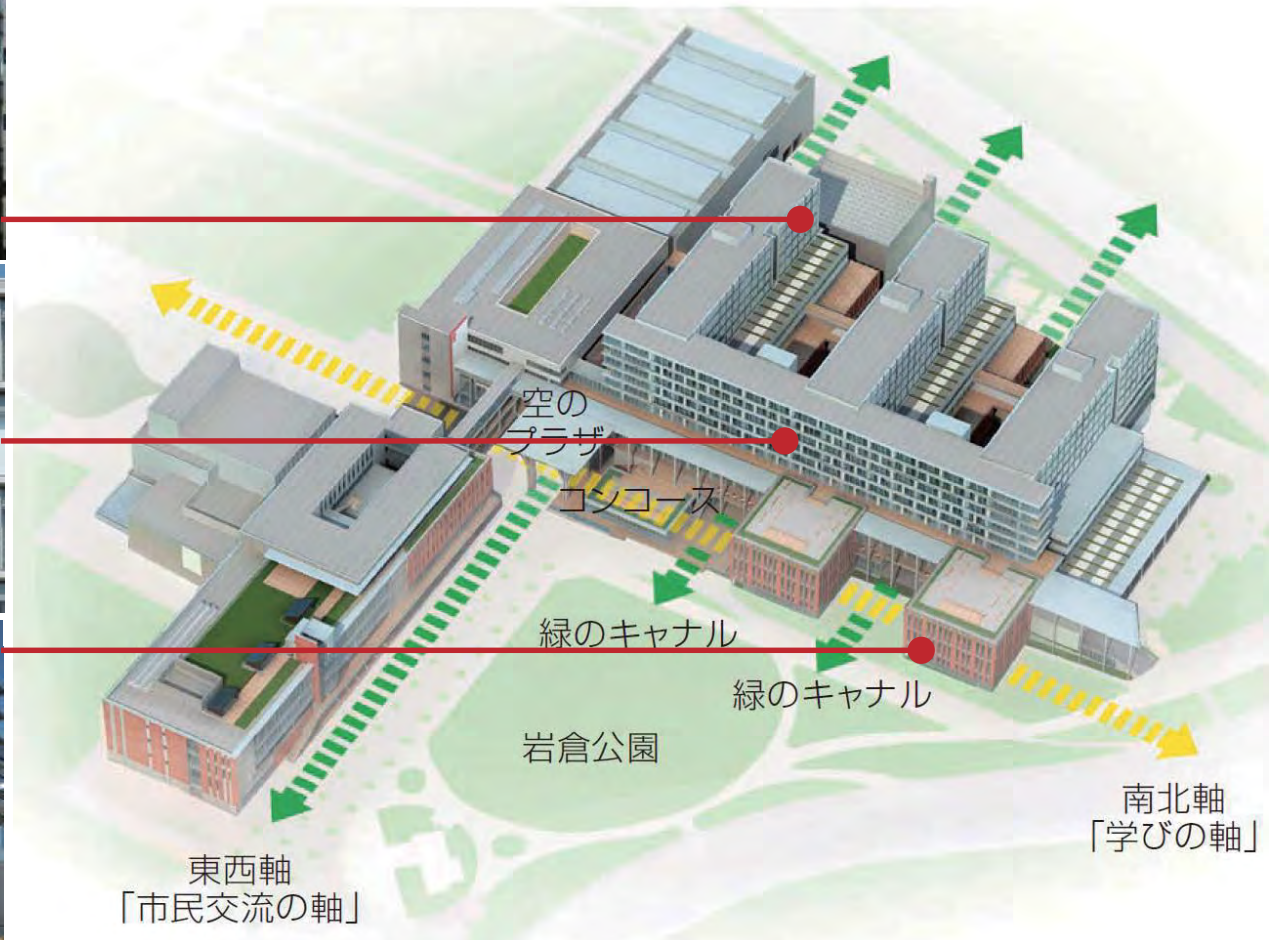 空の
プラザ
コンコース
緑のキャナル
緑のキャナル
岩倉公園
南北軸
「学びの軸」
東西軸
「市民交流の軸」